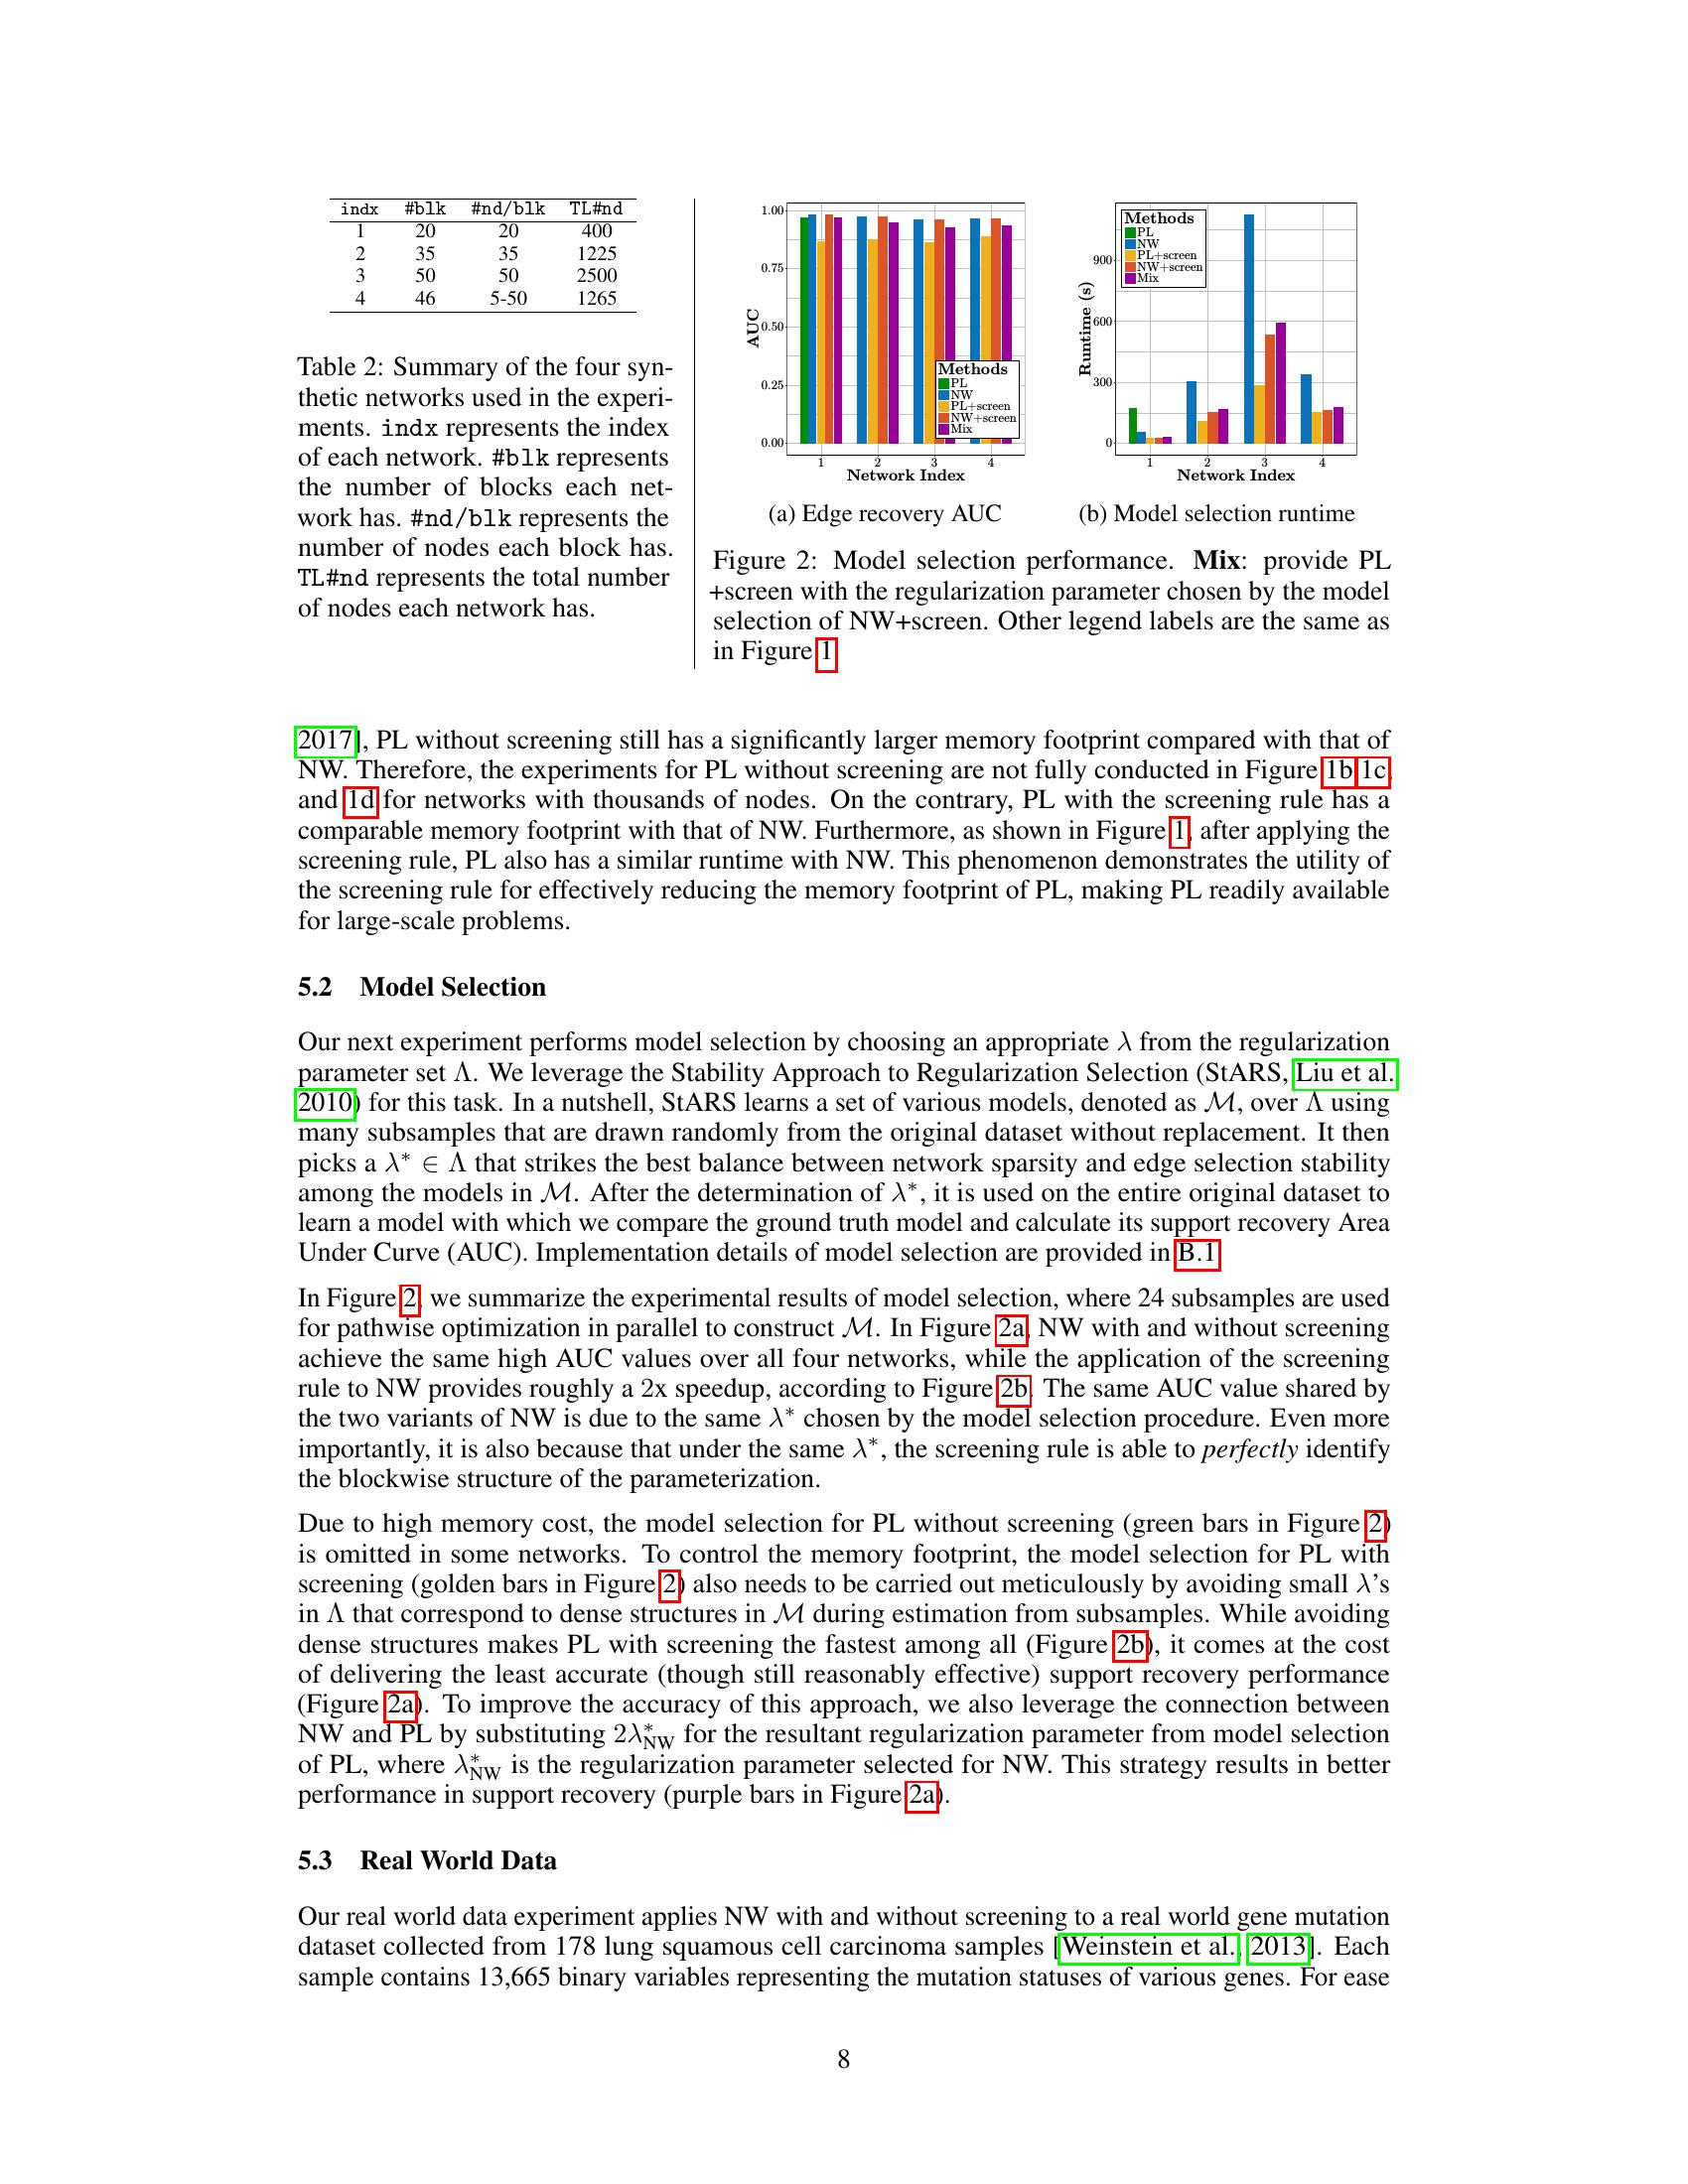 indx #blk #nd/blk TL#nd
1 20 20 400
2 35 35 1225
3 50 50 2500
4 46 5-50 1265
Table 2: Summary of the four syn-
thetic networks used in the experi-
ments. indx represents the index
of each network. #blk represents
the number of blocks each net-
work has. #nd/blk represents the
number of nodes each block has.
TL#nd represents the total number
of nodes each network has.
1.00
0.75
0.50
0.25
0.00
AUC
Methods
PL
NW
PL+screen
NW+screen
Mix
1 2 3 4
Network Index
(a) Edge recovery AUC
Methods
PL
NW
PL+screen
NW+screen
Mix
900
600
300
0
Runtime (s)
1 2 3 4
Network Index
(b) Model selection runtime
Figure 2: Model selection performance. Mix: provide PL
+screen with the regularization parameter chosen by the model
selection of NW+screen. Other legend labels are the same as
in Figure 1
2017], PL without screening still has a significantly larger memory footprint compared with that of
NW. Therefore, the experiments for PL without screening are not fully conducted in Figure 1b 1c,
and 1d for networks with thousands of nodes. On the contrary, PL with the screening rule has a
comparable memory footprint with that of NW. Furthermore, as shown in Figure 1, after applying the
screening rule, PL also has a similar runtime with NW. This phenomenon demonstrates the utility of
the screening rule for effectively reducing the memory footprint of PL, making PL readily available
for large-scale problems.
5.2 Model Selection
Our next experiment performs model selection by choosing an appropriate λ from the regularization
parameter set Λ. We leverage the Stability Approach to Regularization Selection (StARS, Liu et al.
2010) for this task. In a nutshell, StARS learns a set of various models, denoted as ℳ, over Λ using
many subsamples that are drawn randomly from the original dataset without replacement. It then
picks a λ* ∈ Λ that strikes the best balance between network sparsity and edge selection stability
among the models in ℳ. After the determination of λ*, it is used on the entire original dataset to
learn a model with which we compare the ground truth model and calculate its support recovery Area
Under Curve (AUC). Implementation details of model selection are provided in B.1
In Figure 2, we summarize the experimental results of model selection, where 24 subsamples are used
for pathwise optimization in parallel to construct ℳ. In Figure 2a, NW with and without screening
achieve the same high AUC values over all four networks, while the application of the screening
rule to NW provides roughly a 2x speedup, according to Figure 2b. The same AUC value shared by
the two variants of NW is due to the same λ* chosen by the model selection procedure. Even more
importantly, it is also because that under the same λ*, the screening rule is able to perfectly identify
the blockwise structure of the parameterization.
Due to high memory cost, the model selection for PL without screening (green bars in Figure 2)
is omitted in some networks. To control the memory footprint, the model selection for PL with
screening (golden bars in Figure 2) also needs to be carried out meticulously by avoiding small λ's
in Λ that correspond to dense structures in ℳ during estimation from subsamples. While avoiding
dense structures makes PL with screening the fastest among all (Figure 2b), it comes at the cost
of delivering the least accurate (though still reasonably effective) support recovery performance
(Figure 2a). To improve the accuracy of this approach, we also leverage the connection between
NW and PL by substituting 2λ*NW for the resultant regularization parameter from model selection
of PL, where λ*NW is the regularization parameter selected for NW. This strategy results in better
performance in support recovery (purple bars in Figure 2a).
5.3 Real World Data
Our real world data experiment applies NW with and without screening to a real world gene mutation
dataset collected from 178 lung squamous cell carcinoma samples [Weinstein et al., 2013]. Each
sample contains 13,665 binary variables representing the mutation statuses of various genes. For ease
8